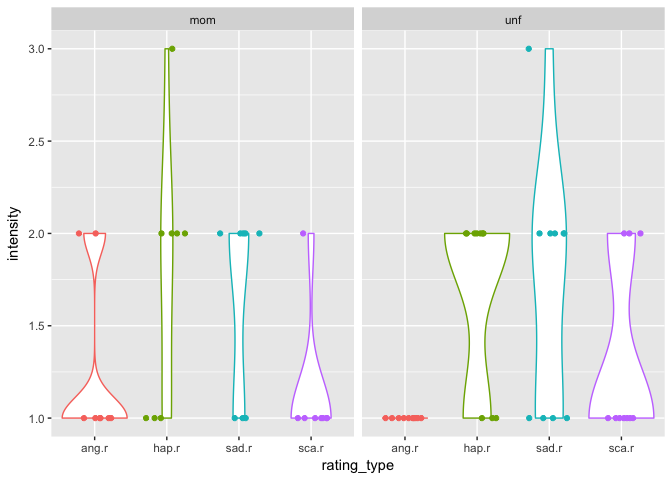 mom unf
3.0
2.5
2.0
1.5
1.0
intensity
ang.r hap.r sad.r sca.r ang.r hap.r sad.r sca.r
rating_type